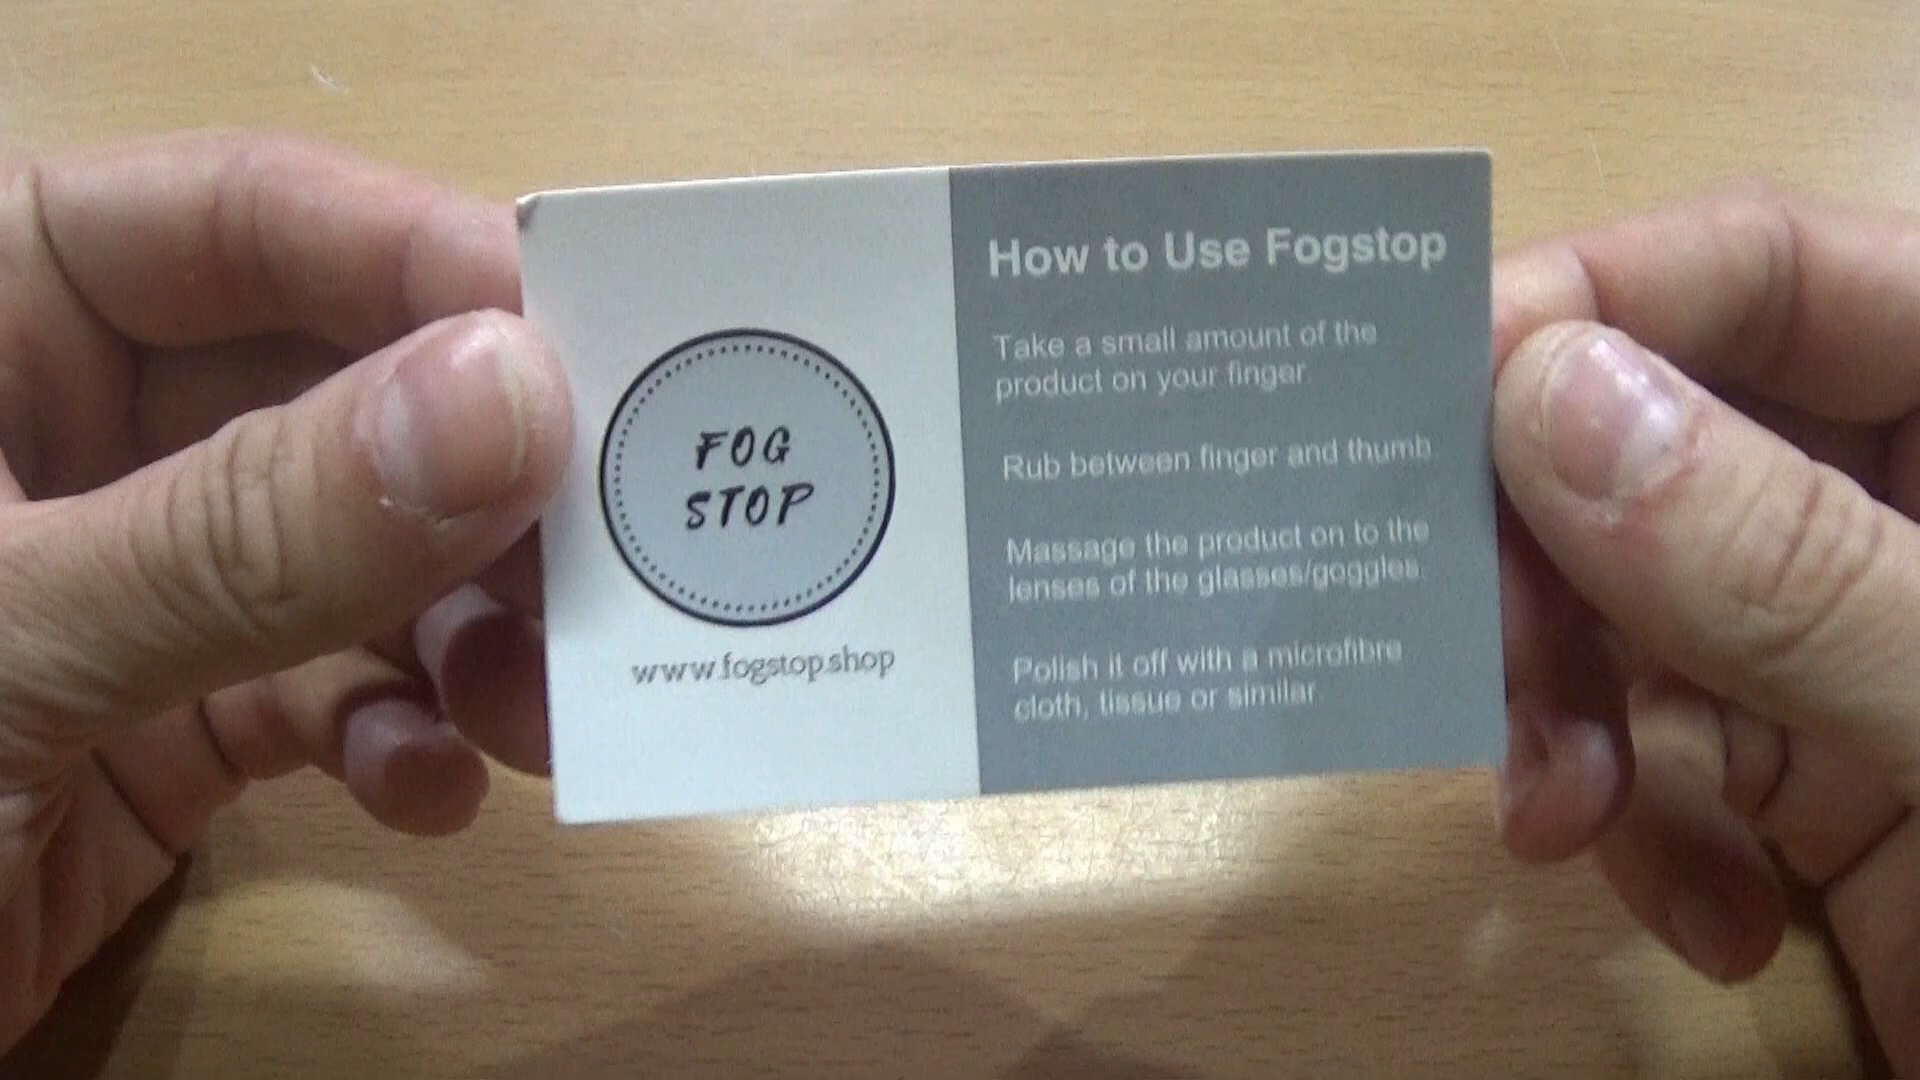 FOG
STOP
www.fogstop.shop
How to Use Fogstop
Take a small amount of the
product on your finger.
Rub between finger and thumb.
Massage the product on to the
lenses of the glasses/goggles.
Polish it off with a microfibre
cloth, tissue or similar.